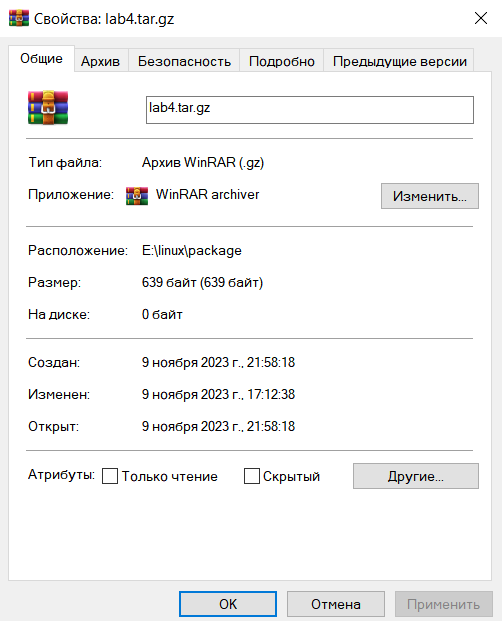 Свойства: lab4.tar.gz
Общие Архив Безопасность Подробно Предыдущие версии
lab4.tar.gz
Тип файла: Архив WinRAR (.gz)
Приложение: WinRAR archiver Изменить...
Расположение: E:\linux\package
Размер: 639 байт (639 байт)
На диске: 0 байт
Создан: 9 ноября 2023 г., 21:58:18
Изменен: 9 ноября 2023 г., 17:12:38
Открыт: 9 ноября 2023 г., 21:58:18
Атрибуты: Только чтение Скрытый Другие...
OK Отмена Применить